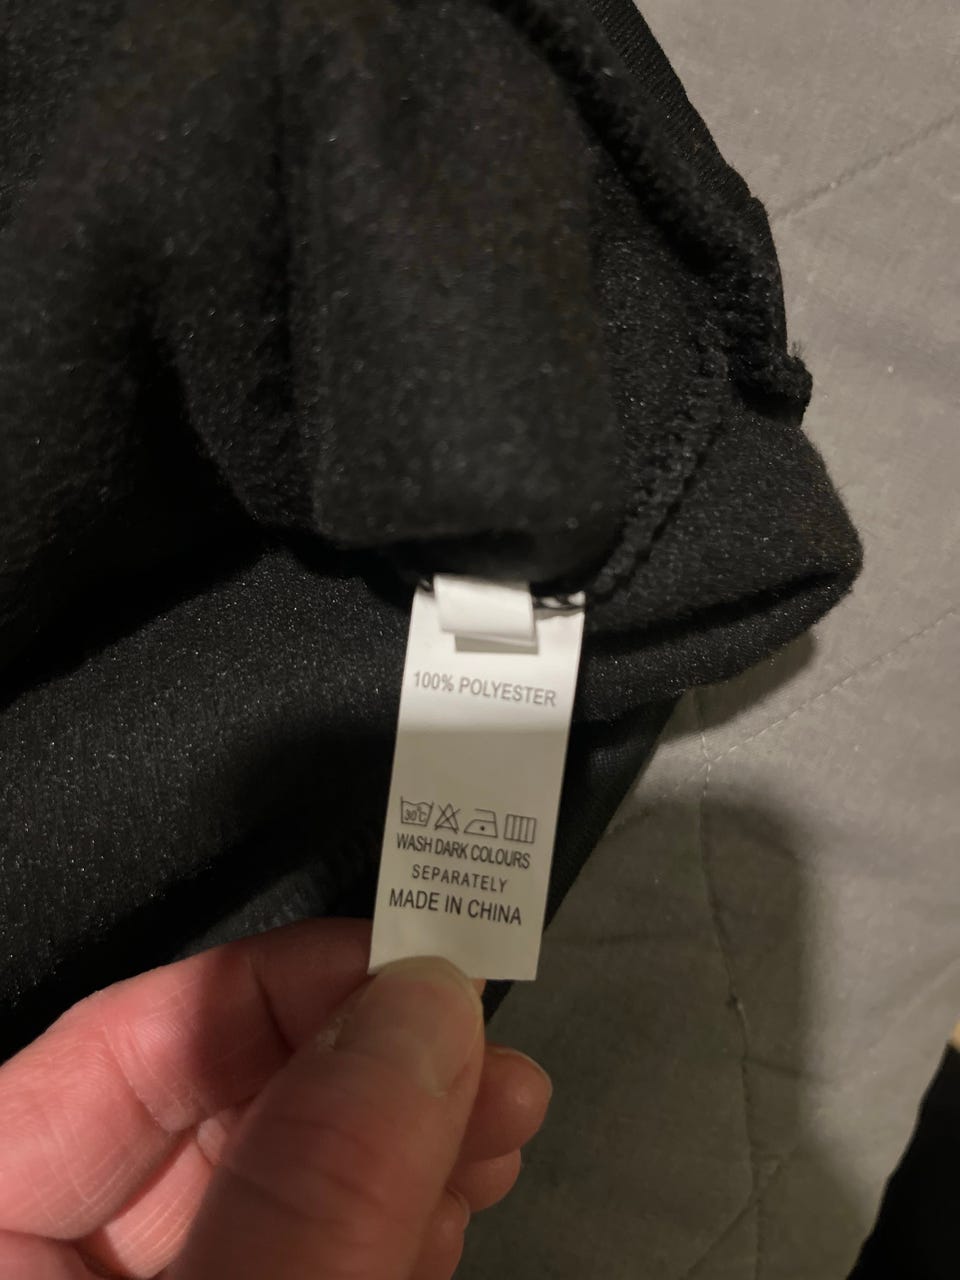 100% POLYESTER
30°C
WASH DARK COLOURS
SEPARATELY
MADE IN CHINA